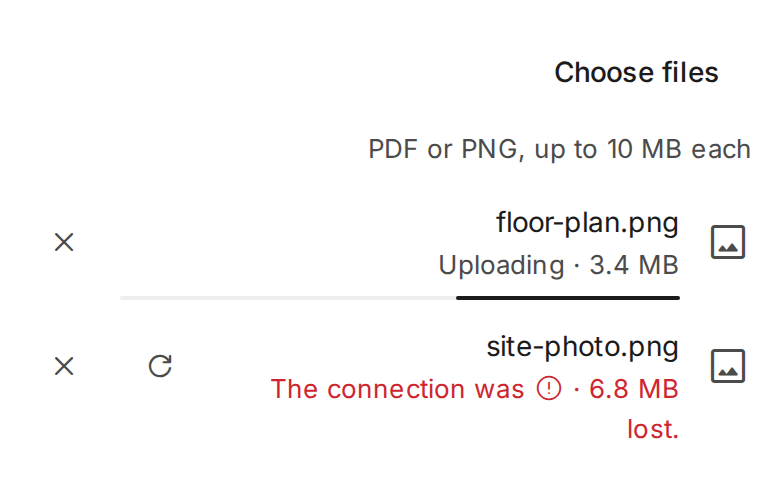 Choose files
PDF or PNG, up to 10 MB each
floor-plan.png
Uploading · 3.4 MB
site-photo.png
The connection was · 6.8 MB
lost.